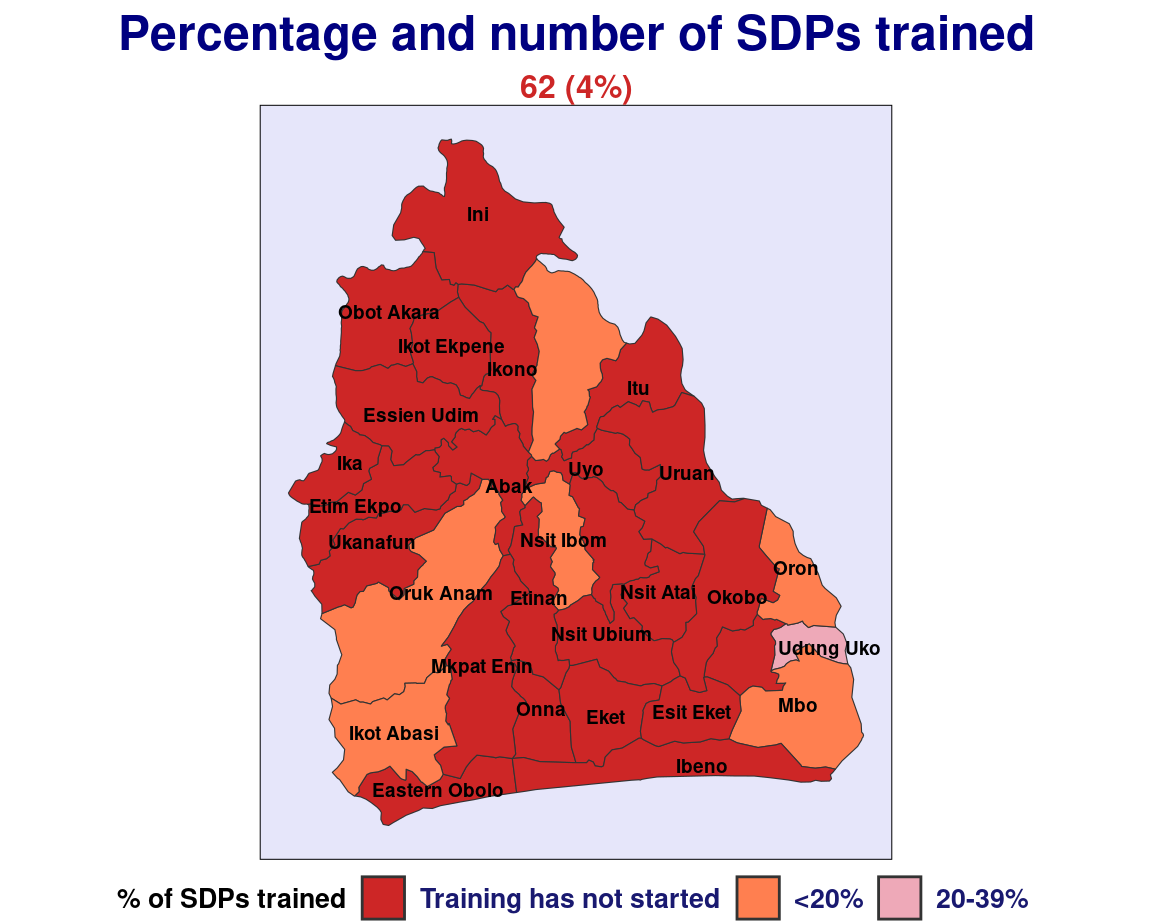 Percentage and number of SDPs trained
62 (4%)
Ini
Obot Akara
Ikot Ekpene
Ikono
Itu
Essien Udim
Ika
Uyo
Uruan
Abak
Etim Ekpo
Ukanafun
Nsit Ibom
Oron
Oruk Anam
Etinan
Nsit Atai
Okobo
Nsit Ubium
Udung Uko
Mkpat Enin
Mbo
Onna
Eket
Esit Eket
Ikot Abasi
Ibeno
Eastern Obolo
% of SDPs trained Training has not started <20% 20-39%